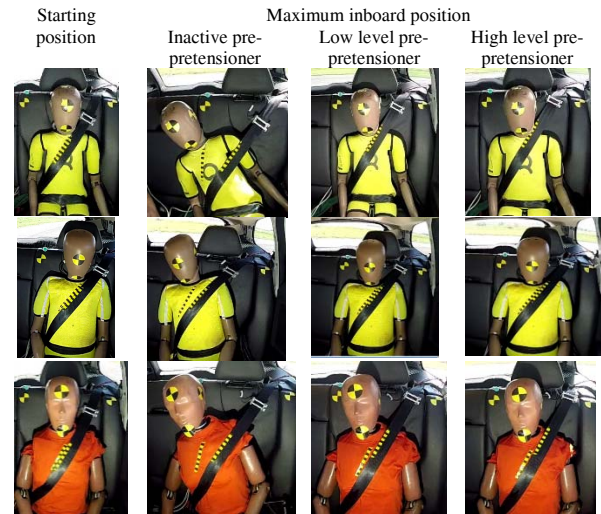 Starting
position
Maximum inboard position
Inactive pre-
pretensioner
Low level pre-
pretensioner
High level pre-
pretensioner